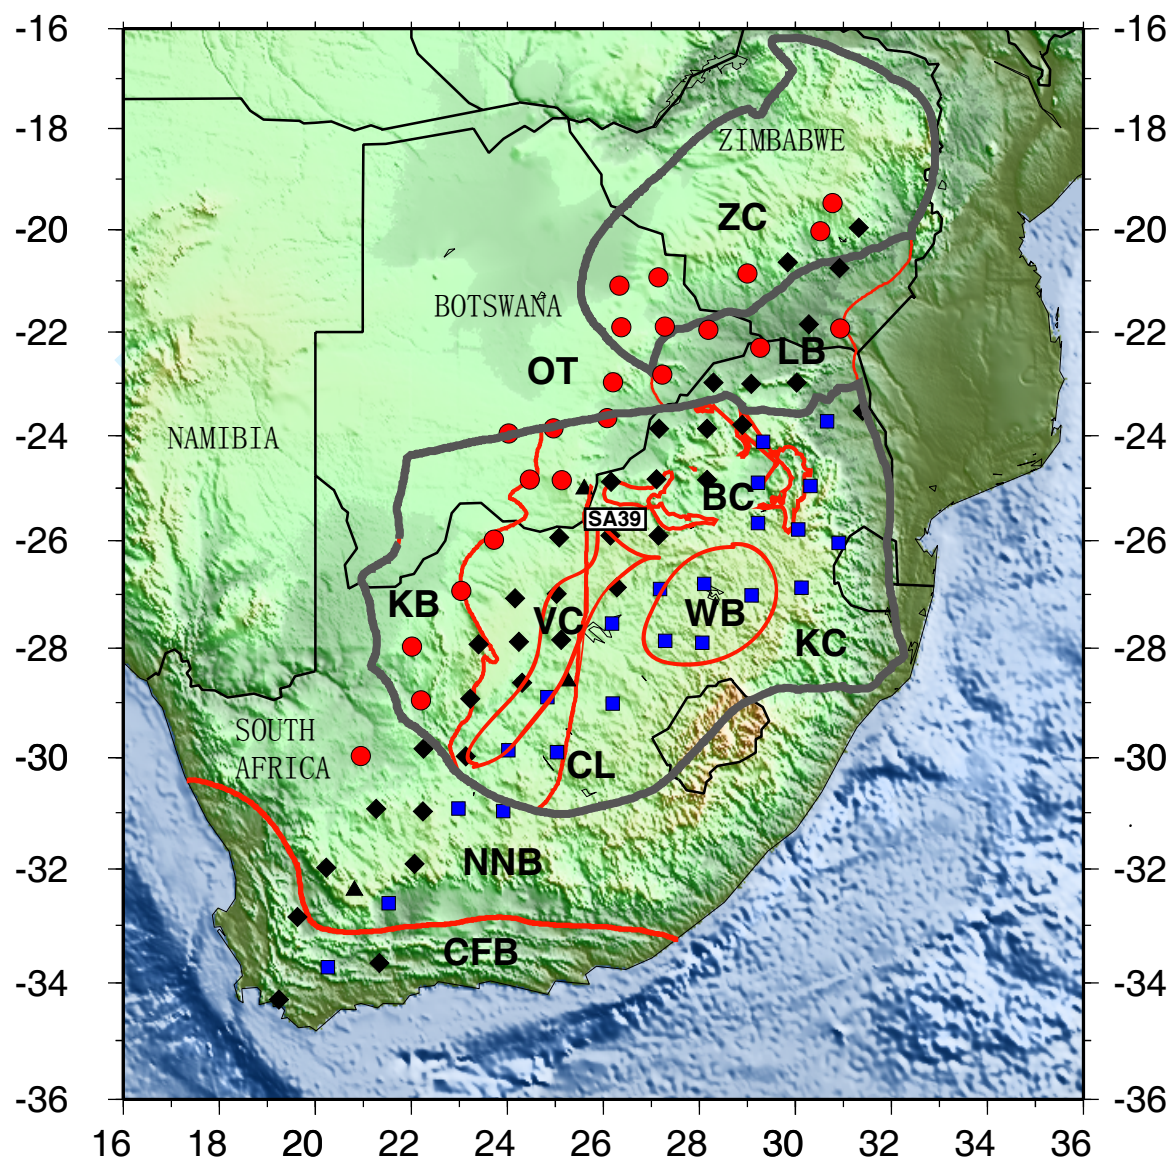 -16
-16
ZIMBABWE
-18
-18
ZC
-20
-20
BOTSWANA
-22
-22
LB
OT
NAMIBIA
-24
-24
BC
SA39
-26
-26
KB
VC
WB
KC
-28
-28
SOUTH
AFRICA
-30
-30
CL
NNB
-32
-32
CFB
-34
-34
-36
-36
16
18
20
22
24
26
28
30
32
34
36